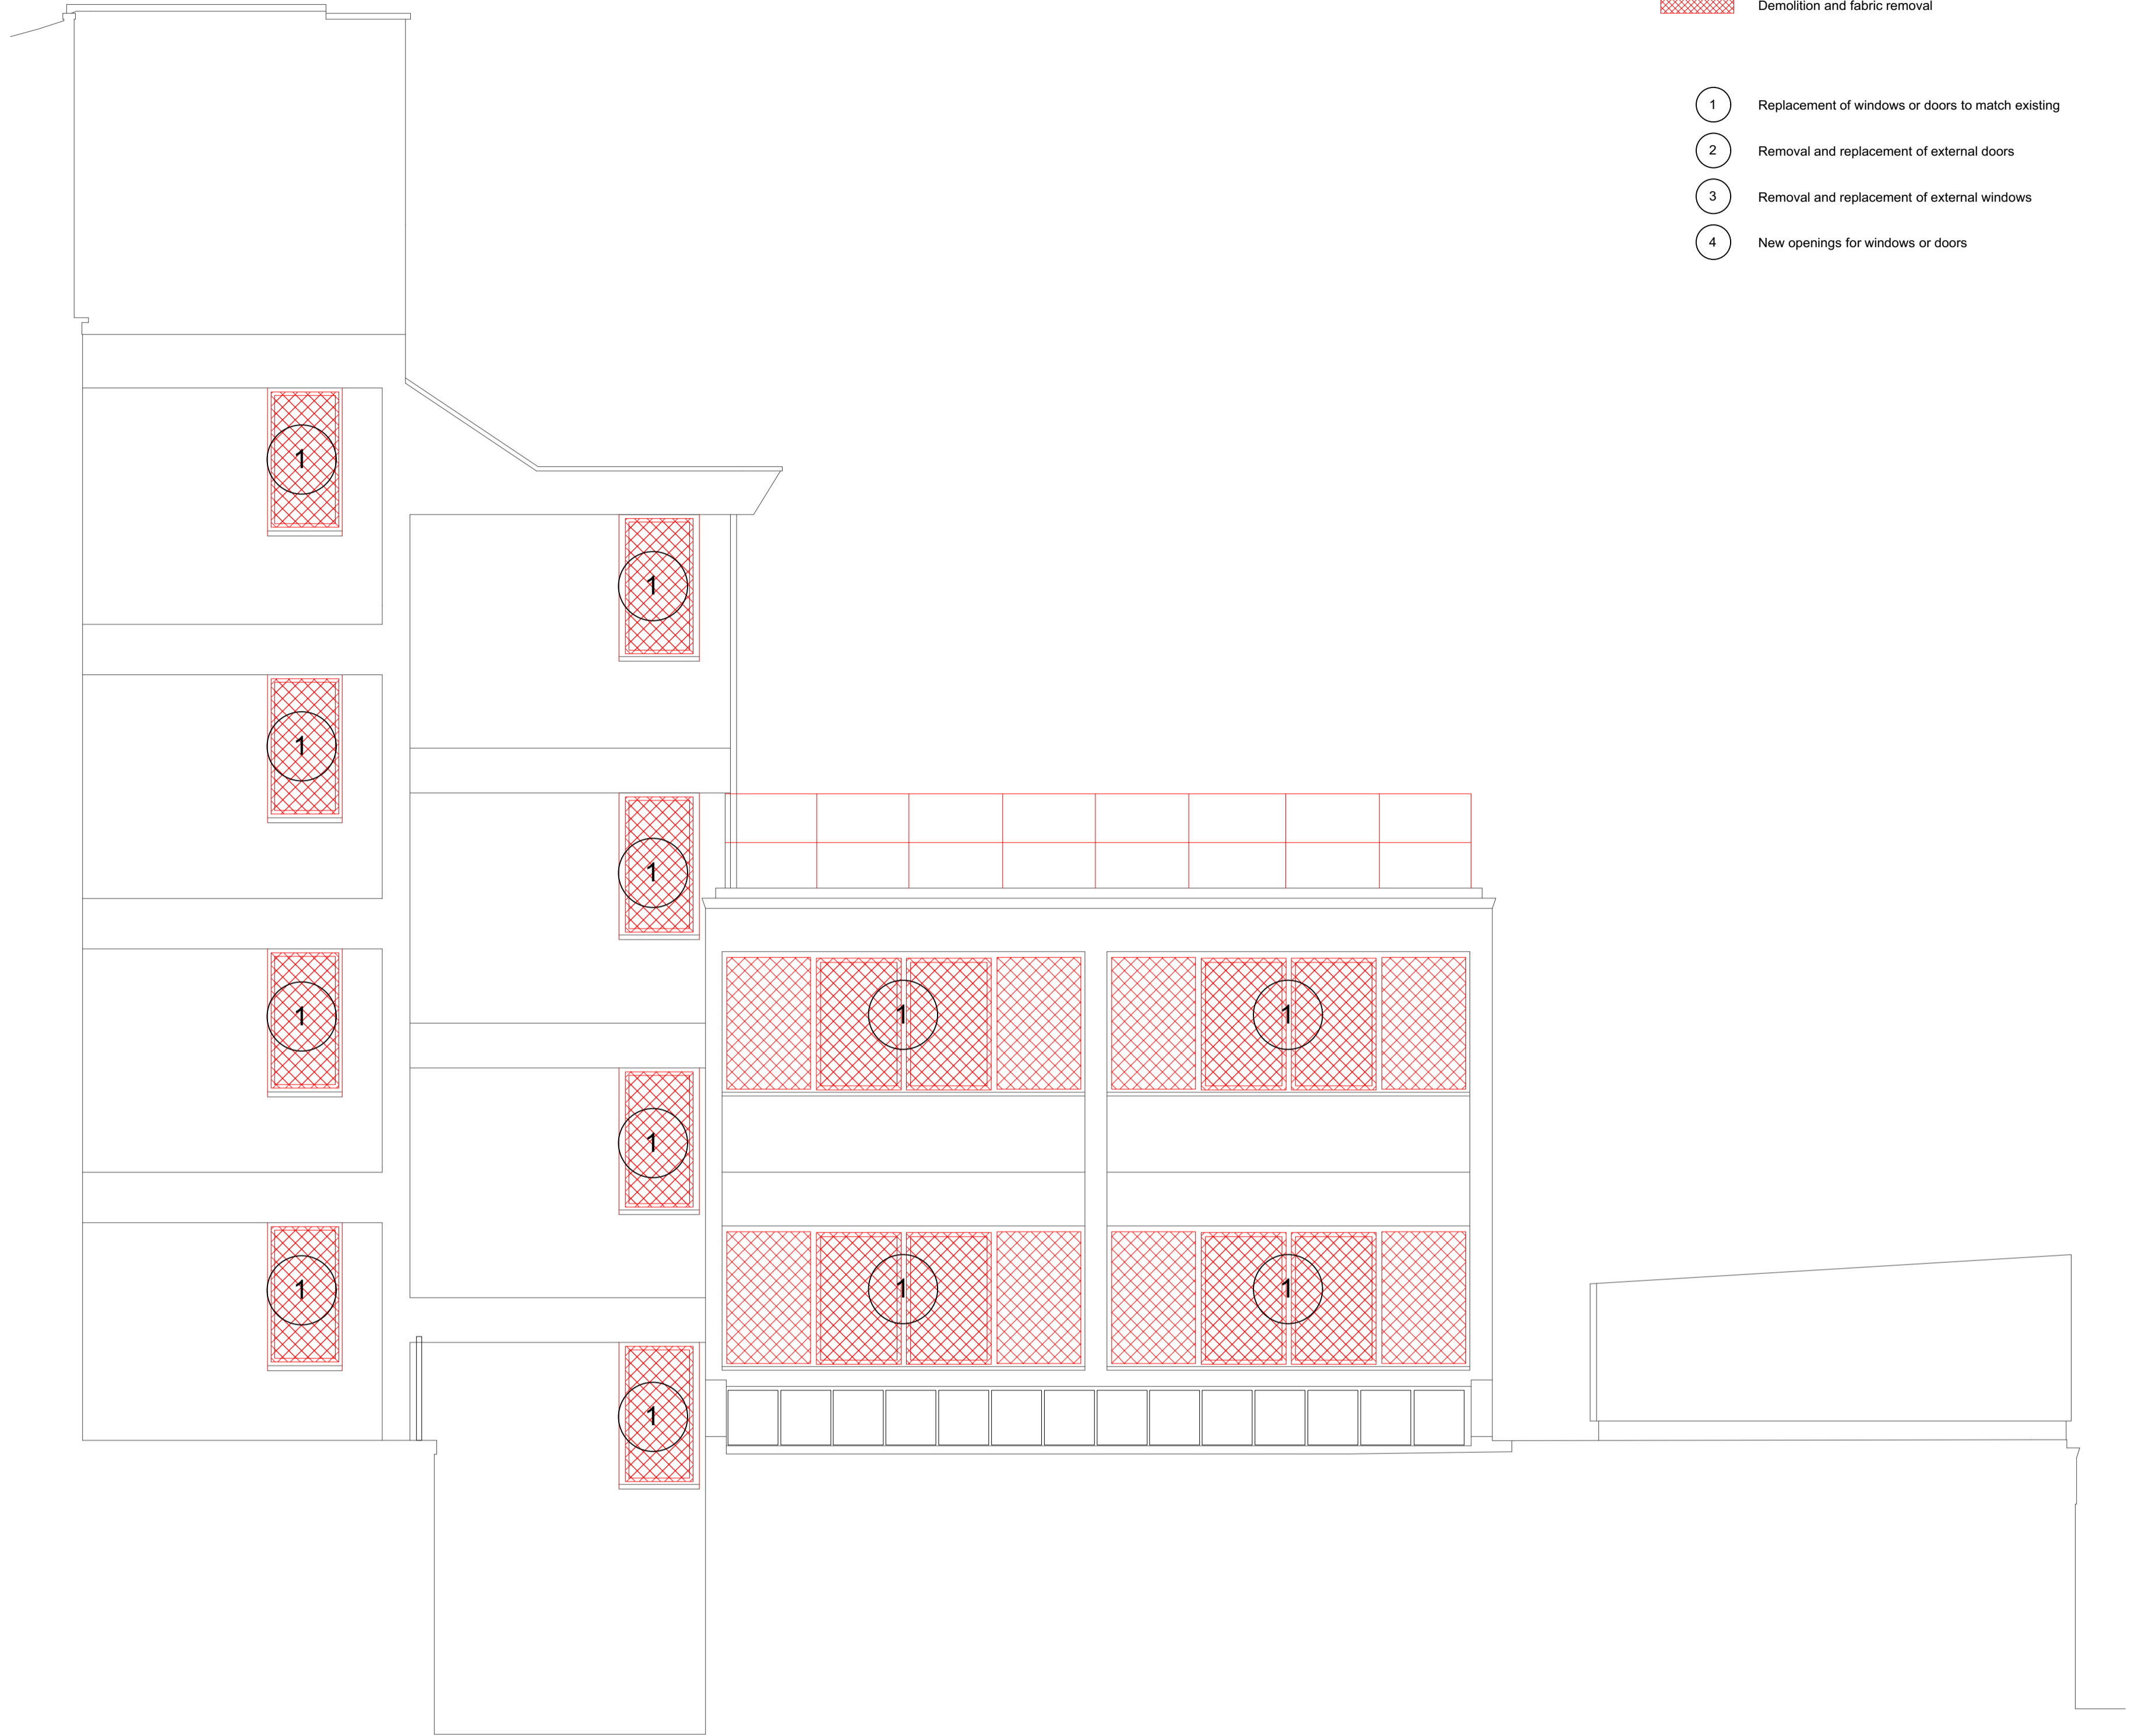 Demolition and fabric removal
1 Replacement of windows or doors to match existing
2 Removal and replacement of external doors
3 Removal and replacement of external windows
4 New openings for windows or doors
1
1
1
1
1
1
1
1
1
1
1
1